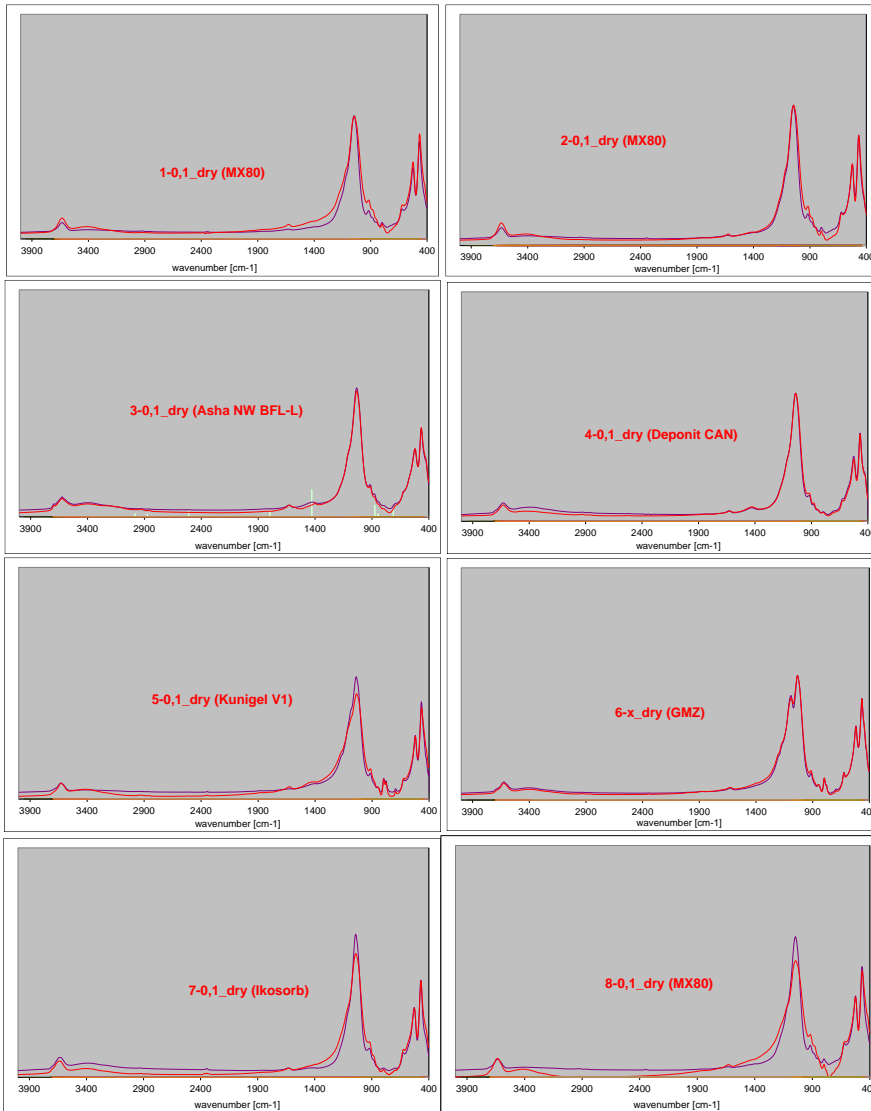 1-0,1_dry (MX80)
3900 3400 2900 2400 1900 1400 900 400
wavenumber [cm-1]
2-0,1_dry (MX80)
3900 3400 2900 2400 1900 1400 900 400
wavenumber [cm-1]
3-0,1_dry (Asha NW BFL-L)
3900 3400 2900 2400 1900 1400 900 400
wavenumber [cm-1]
4-0,1_dry (Deponit CAN)
3900 3400 2900 2400 1900 1400 900 400
wavenumber [cm-1]
5-0,1_dry (Kunigel V1)
3900 3400 2900 2400 1900 1400 900 400
wavenumber [cm-1]
6-x_dry (GMZ)
3900 3400 2900 2400 1900 1400 900 40
wavenumber [cm-1]
7-0,1_dry (Ikosorb)
3900 3400 2900 2400 1900 1400 900 400
wavenumber [cm-1]
8-0,1_dry (MX80)
3900 3400 2900 2400 1900 1400 900 40
wavenumber [cm-1]